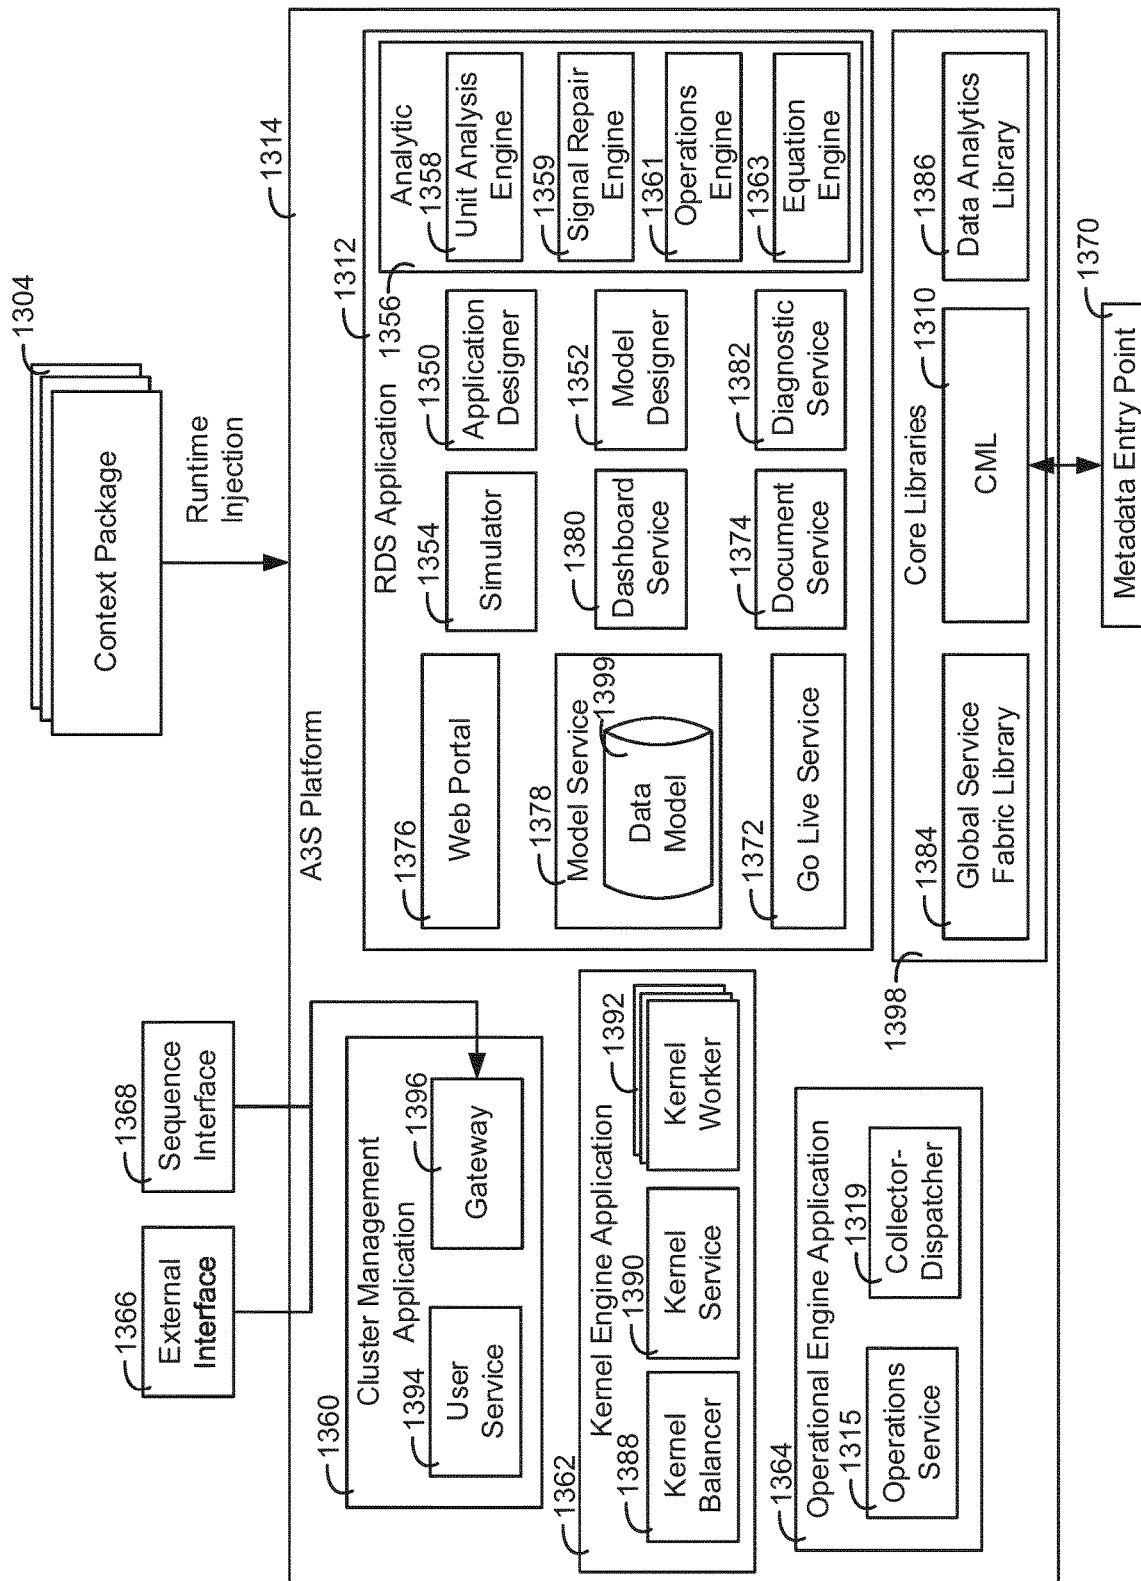 1366
External
Interface
1368
Sequence
Interface
1304
Context Package
Runtime
Injection
1314
A3S Platform
1360
Cluster Management
Application
1394
User
Service
1396
Gateway
1362
Kernel Engine Application
1388
Kernel
Balancer
1390
Kernel
Service
1392
Kernel
Worker
1364
Operational Engine Application
1315
Operations
Service
1319
Collector-
Dispatcher
1312
RDS Application
1376
Web Portal
1354
Simulator
1350
Application
Designer
1378
Model Service
1399
Data
Model
1380
Dashboard
Service
1352
Model
Designer
1372
Go Live Service
1374
Document
Service
1382
Diagnostic
Service
1356
Analytic
1358
Unit Analysis
Engine
1359
Signal Repair
Engine
1361
Operations
Engine
1363
Equation
Engine
1398
Core Libraries
1384
Global Service
Fabric Library
1310
CML
1386
Data Analytics
Library
1370
Metadata Entry Point